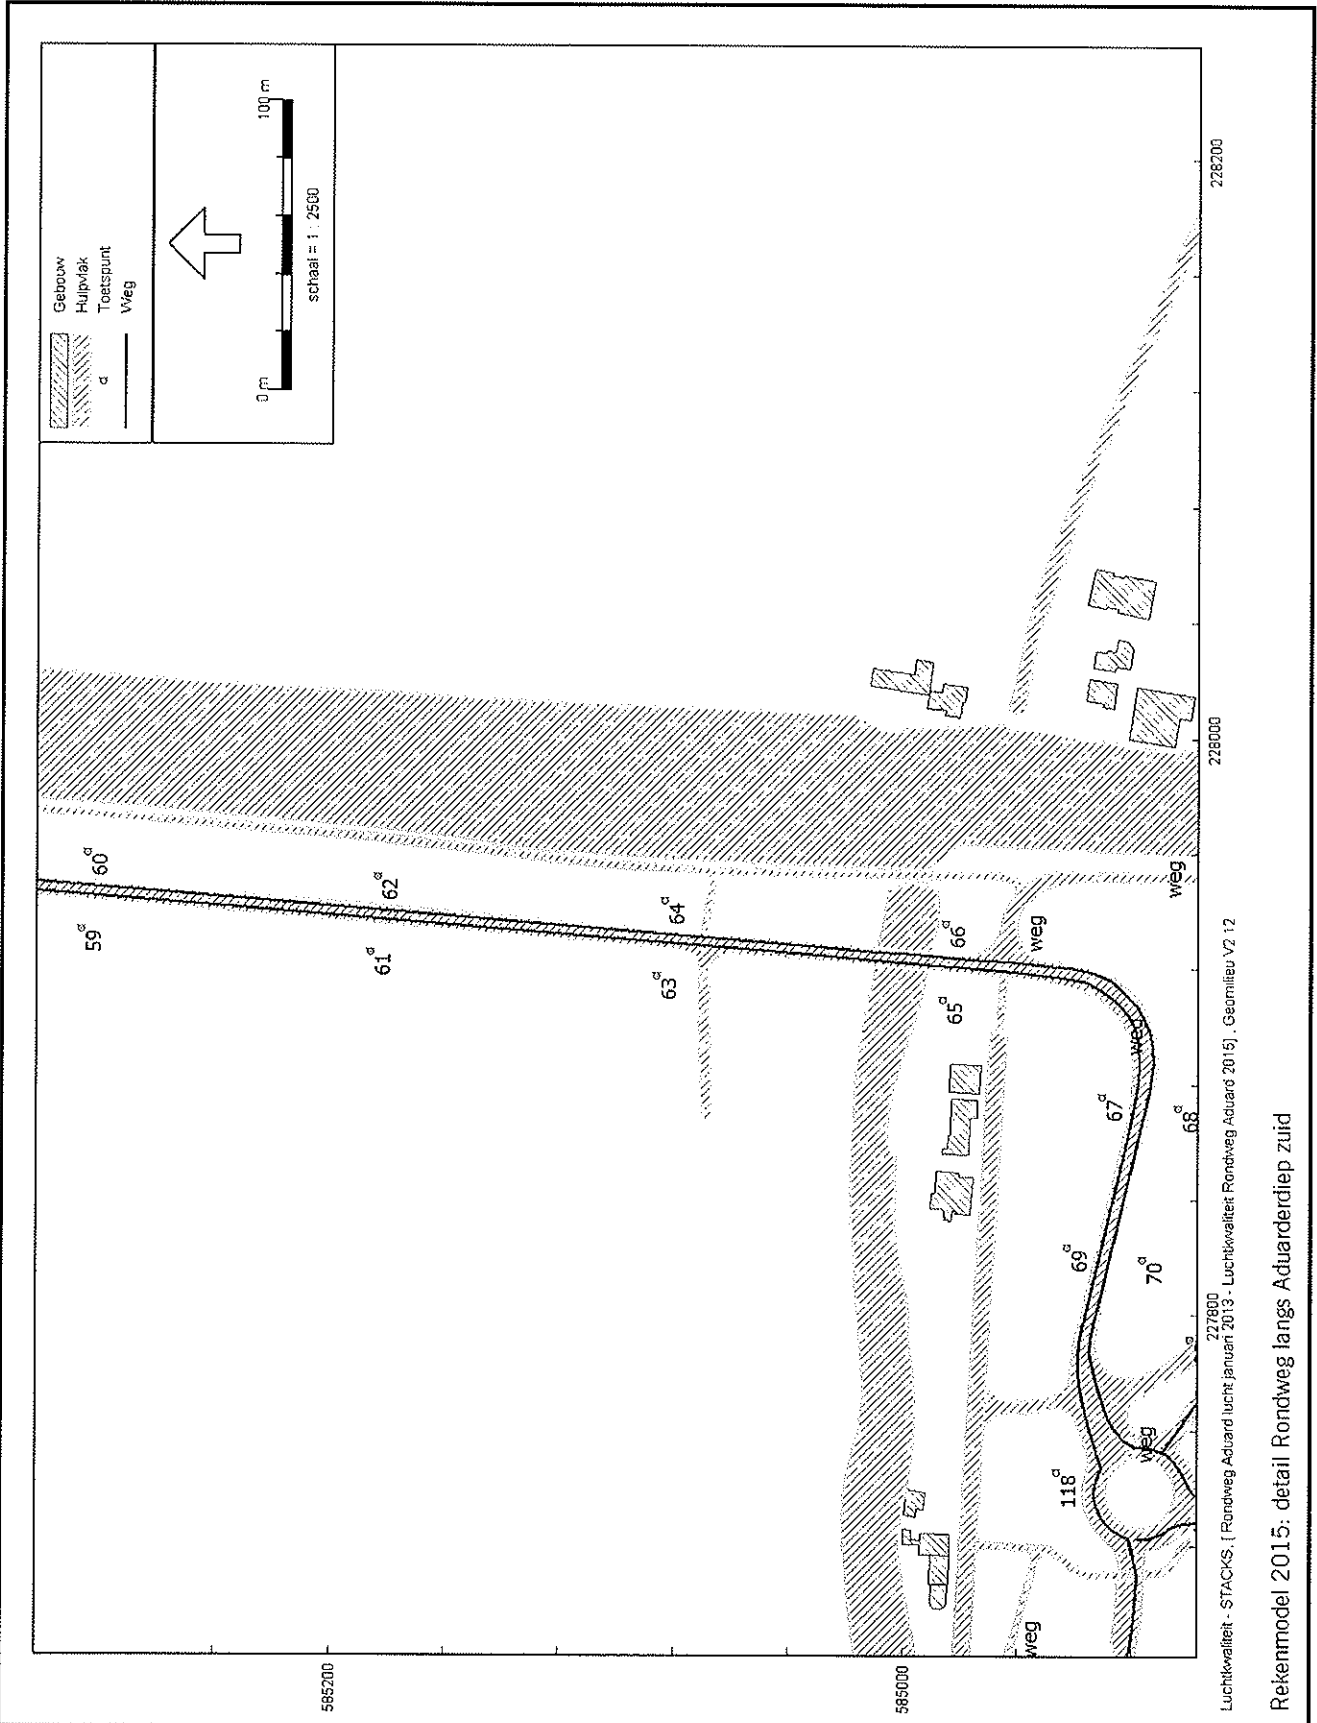 Gebouw
Hulpvlak
Toetspunt
Weg
0 m
100 m
schaal = 1 : 2500
59
60
61
62
63
64
65
66
67
68
69
70
118
weg
weg
weg
weg
weg
585200
585000
227800
228000
228200
Luchtkwaliteit - STACKS, [ Rondweg Aduard lucht januari 2013 - Luchtkwaliteit Rondweg Aduard 2015] , Geomilieu V2.12
Rekenmodel 2015: detail Rondweg langs Aduarderdiep zuid